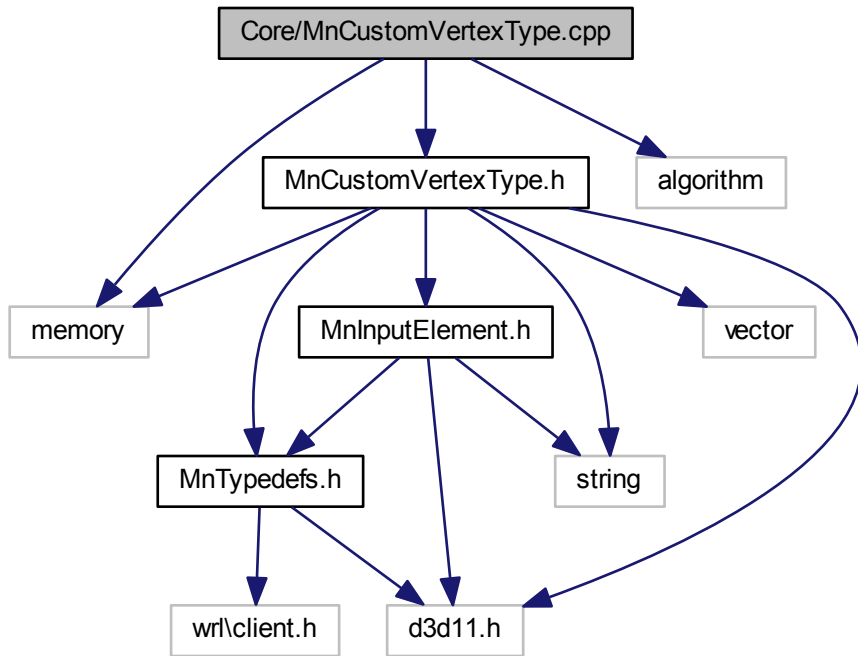 Core/MnCustomVertexType.cpp
MnCustomVertexType.h
algorithm
memory
MnInputElement.h
vector
MnTypedefs.h
string
wrl\client.h
d3d11.h